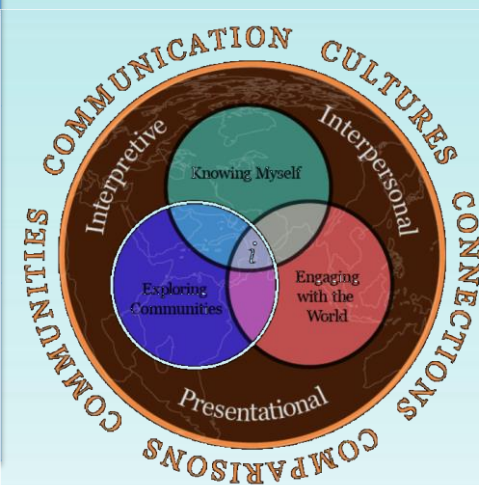 COMMUNICATION
CULTURES
CONNECTIONS
COMPARISONS
COMMUNITIES
Interpretive
Interpersonal
Presentational
Knowing Myself
i
Exploring
Communities
Engaging
with the
World